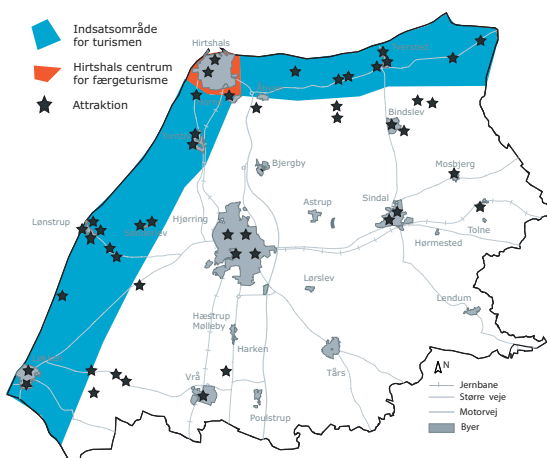 Indsatsområde
for turismen
Hirtshals centrum
for færgeturisme
Attraktion
Hirtshals
Tversted
Bindslev
Bjergby
Mosbjerg
Astrup
Sindal
Lønstrup
Hjørring
Tolne
Hørmested
Lørslev
Lendum
Hæstrup
Mølleby
Harken
Vrå
Tårs
Poulstrup
N
Jernbane
Større veje
Motorvej
Byer